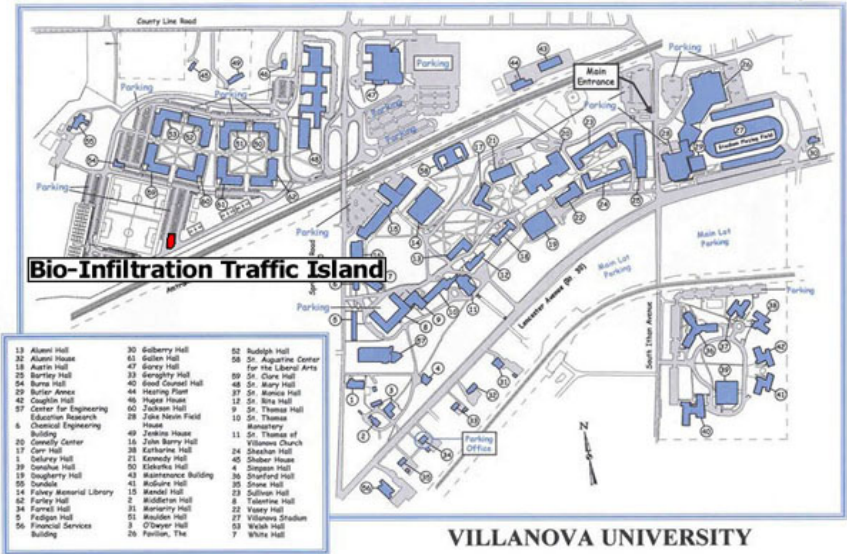 County Line Road
Parking
Main
Entrance
Parking
Parking
Parking
Parking
Parking
Parking
Parking
Parking
Stadium Playing Field
Parking
Bio-Infiltration Traffic Island
Main Lot
Parking
Main Lot
Parking
Parking
Parking
Lancaster Avenue (Rt. 30)
South Ithan Avenue
Parking
Office
N
S
13 Alumni Hall
32 Alumni House
18 Austin Hall
25 Bartley Hall
54 Burns Hall
29 Butler Annex
42 Caughlin Hall
57 Center for Engineering
Education Research
6 Chemical Engineering
Building
20 Connelly Center
17 Corr Hall
1 Delurey Hall
39 Donahue Hall
19 Dougherty Hall
55 Dundale
14 Falvey Memorial Library
62 Farley Hall
34 Farrell Hall
5 Fedigan Hall
56 Financial Services
Building
30 Galberry Hall
61 Gallen Hall
47 Garey Hall
33 Geraghty Hall
40 Good Counsel Hall
44 Heating Plant
46 Huges House
60 Jackson Hall
28 Jake Nevin Field
House
49 Jenkins House
16 John Barry Hall
38 Katharine Hall
21 Kennedy Hall
50 Klekotka Hall
43 Maintenance Building
41 McGuire Hall
15 Mendel Hall
2 Middleton Hall
31 Moriarity Hall
51 Moulden Hall
3 O'Dwyer Hall
26 Pavilion, The
52 Rudolph Hall
58 St. Augustine Center
for the Liberal Arts
59 St. Clare Hall
48 St. Mary Hall
37 St. Monica Hall
12 St. Rita Hall
9 St. Thomas Hall
10 St. Thomas
Monastery
11 St. Thomas of
Villanova Church
24 Sheehan Hall
45 Shober House
4 Simpson Hall
36 Stanford Hall
35 Stone Hall
23 Sullivan Hall
8 Tolentine Hall
22 Vasey Hall
27 Villanova Stadium
53 Welsh Hall
7 White Hall
VILLANOVA UNIVERSITY